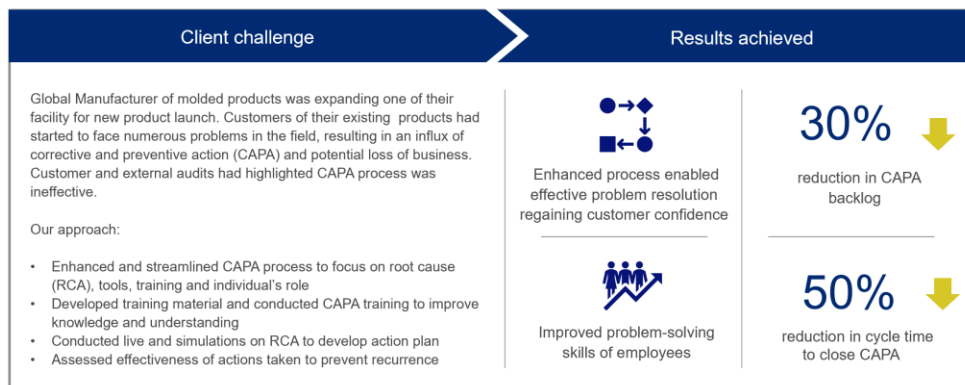 Client challenge
Results achieved
Global Manufacturer of molded products was expanding one of their
facility for new product launch. Customers of their existing products had
started to face numerous problems in the field, resulting in an influx of
corrective and preventive action (CAPA) and potential loss of business.
Customer and external audits had highlighted CAPA process was
ineffective.
Our approach:
• Enhanced and streamlined CAPA process to focus on root cause
(RCA), tools, training and individual's role
• Developed training material and conducted CAPA training to improve
knowledge and understanding
• Conducted live and simulations on RCA to develop action plan
• Assessed effectiveness of actions taken to prevent recurrence
Enhanced process enabled
effective problem resolution
regaining customer confidence
30%
reduction in CAPA
backlog
Improved problem-solving
skills of employees
50%
reduction in cycle time
to close CAPA